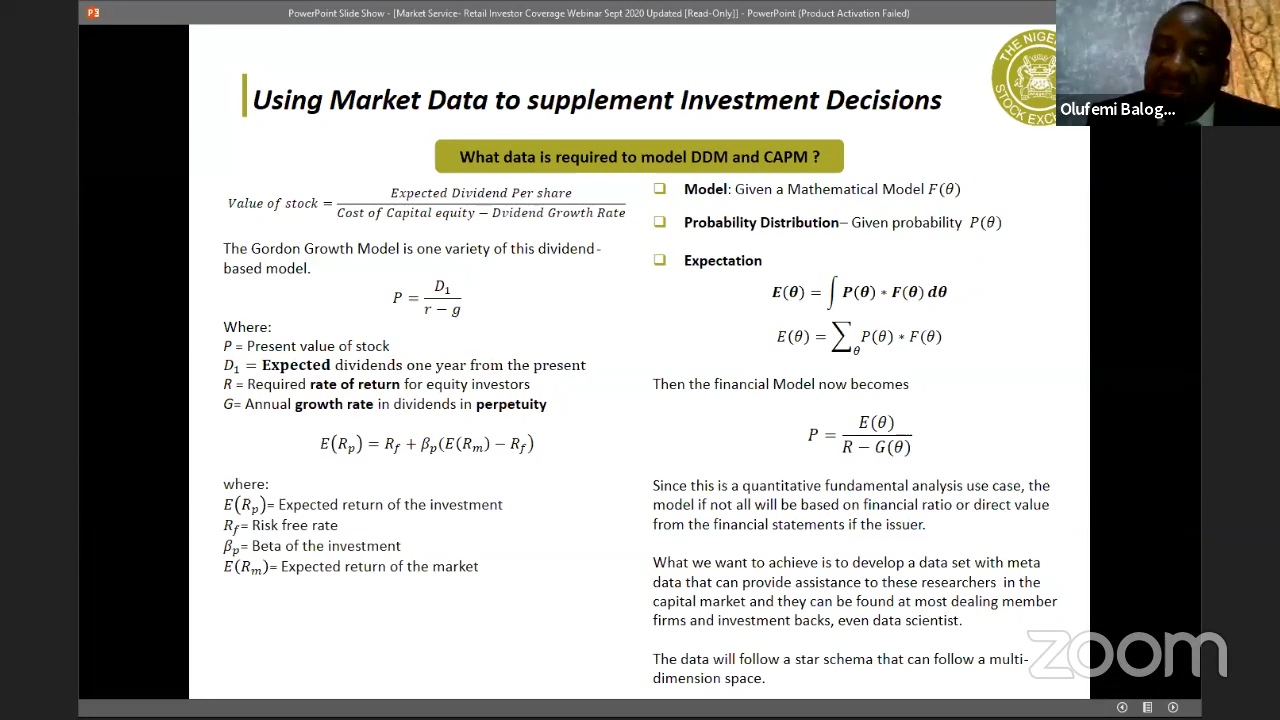 PowerPoint Slide Show - [Market Service- Retail Investor Coverage Webinar Sept 2020 Updated [Read-Only]] - PowerPoint (Product Activation Failed)
THE NIGE
STOCK EXC
Olufemi Balog...
Using Market Data to supplement Investment Decisions
What data is required to model DDM and CAPM ?
Value of stock = Expected Dividend Per share / Cost of Capital equity − Dvidend Growth Rate
The Gordon Growth Model is one variety of this dividend-
based model.
P = D₁ / r − g
Where:
P = Present value of stock
D₁ = Expected dividends one year from the present
R = Required rate of return for equity investors
G= Annual growth rate in dividends in perpetuity
E(Rp) = Rf + βp(E(Rm) − Rf)
where:
E(Rp)= Expected return of the investment
Rf= Risk free rate
βp= Beta of the investment
E(Rm)= Expected return of the market
Model: Given a Mathematical Model F(θ)
Probability Distribution– Given probability P(θ)
Expectation
E(θ) = ∫ P(θ) * F(θ) dθ
E(θ) = ∑θ P(θ) * F(θ)
Then the financial Model now becomes
P = E(θ) / R − G(θ)
Since this is a quantitative fundamental analysis use case, the
model if not all will be based on financial ratio or direct value
from the financial statements if the issuer.
What we want to achieve is to develop a data set with meta
data that can provide assistance to these researchers in the
capital market and they can be found at most dealing member
firms and investment backs, even data scientist.
The data will follow a star schema that can follow a multi-
dimension space.
zoom